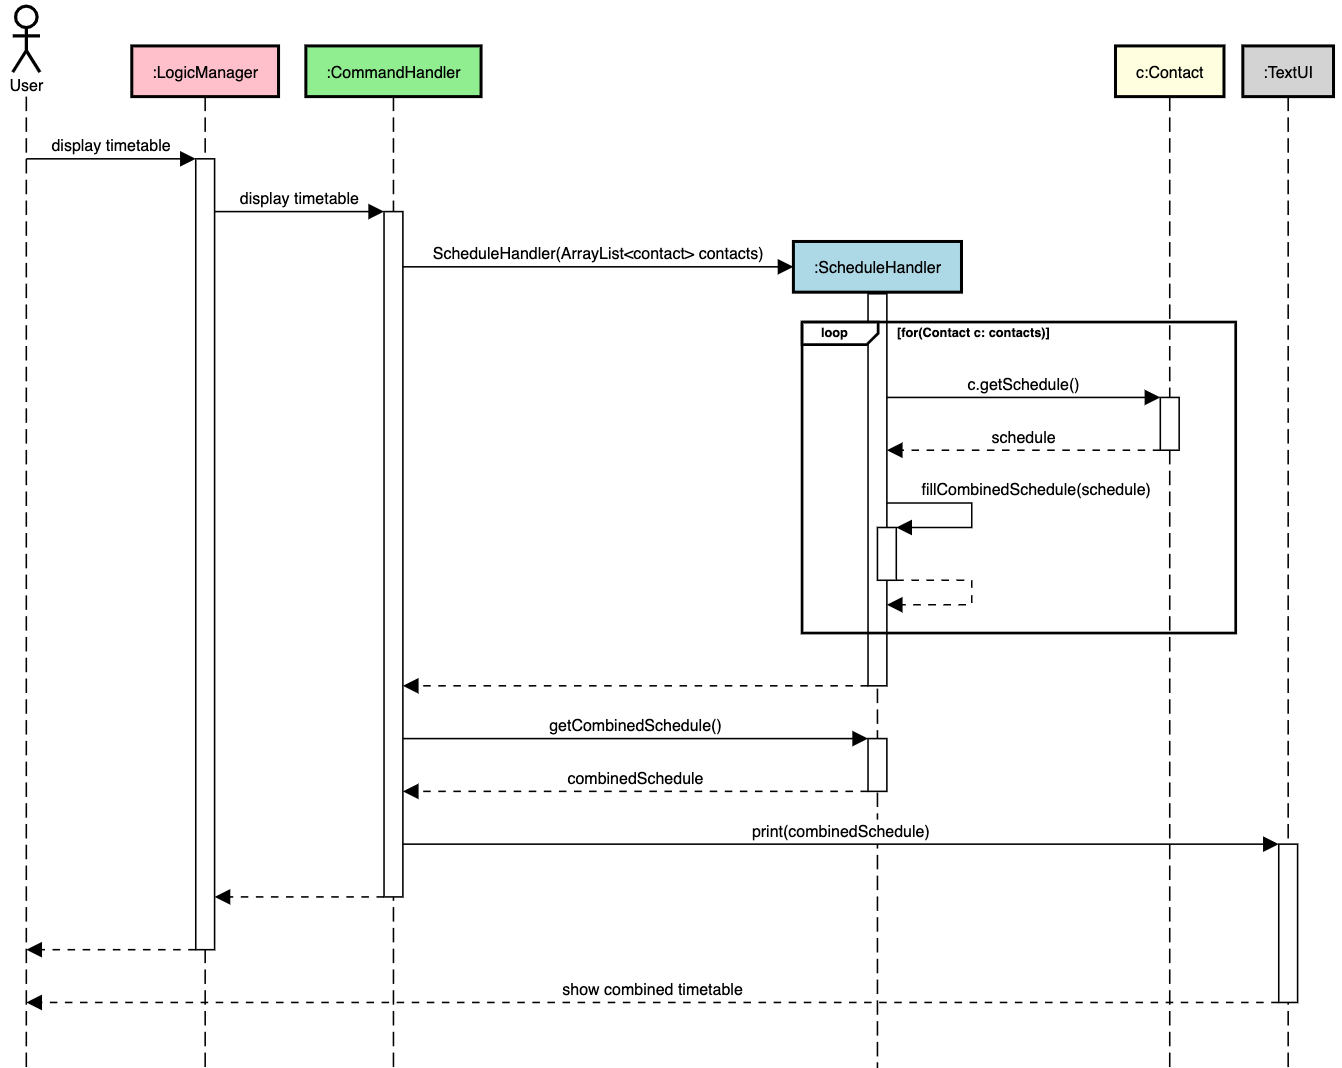 User
:LogicManager
:CommandHandler
c:Contact
:TextUI
display timetable
display timetable
ScheduleHandler(ArrayList<contact> contacts)
:ScheduleHandler
loop
[for(Contact c: contacts)]
c.getSchedule()
schedule
fillCombinedSchedule(schedule)
getCombinedSchedule()
combinedSchedule
print(combinedSchedule)
show combined timetable